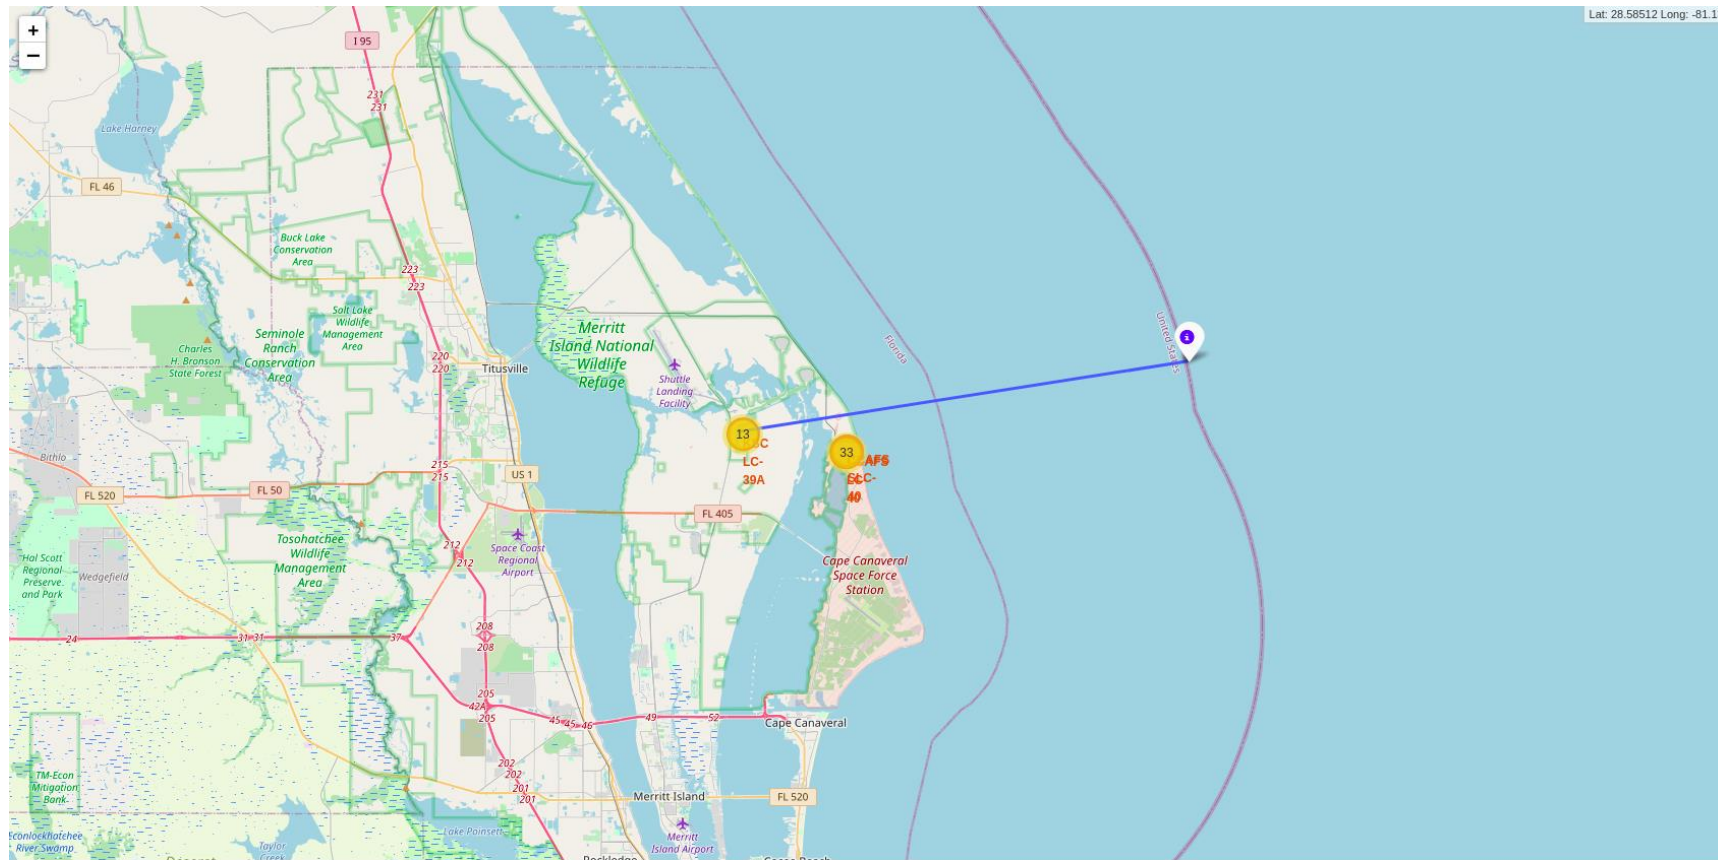 +
−
Lat: 28.58512 Long: -81.1
I 95
231
231
Lake Harney
FL 46
Buck Lake
Conservation
Area
223
223
Salt Lake
Wildlife
Management
Area
Seminole
Ranch
Conservation
Area
Charles
H. Bronson
State Forest
220
220
Titusville
Merritt
Island National
Wildlife
Refuge
Shuttle
Landing
Facility
Florida
United States
13
LC-
39A
33
AFS
40
Bithlo
FL 520
FL 50
215
215
US 1
FL 405
212
212
Space Coast
Regional
Airport
Tosohatchee
Wildlife
Management
Area
Hal Scott
Regional
Preserve
and Park
Wedgefield
Cape Canaveral
Space Force
Station
24
31 31
37
208
208
205
42A
205
45
45
46
49
52
Cape Canaveral
202
202
201
201
TM-Econ
Mitigation
Bank
Merritt Island
FL 520
Econlockhatchee
River Swamp
Taylor
Creek
Lake Poinsett
Merritt
Island Airport
Rockledge
Cocoa Beach